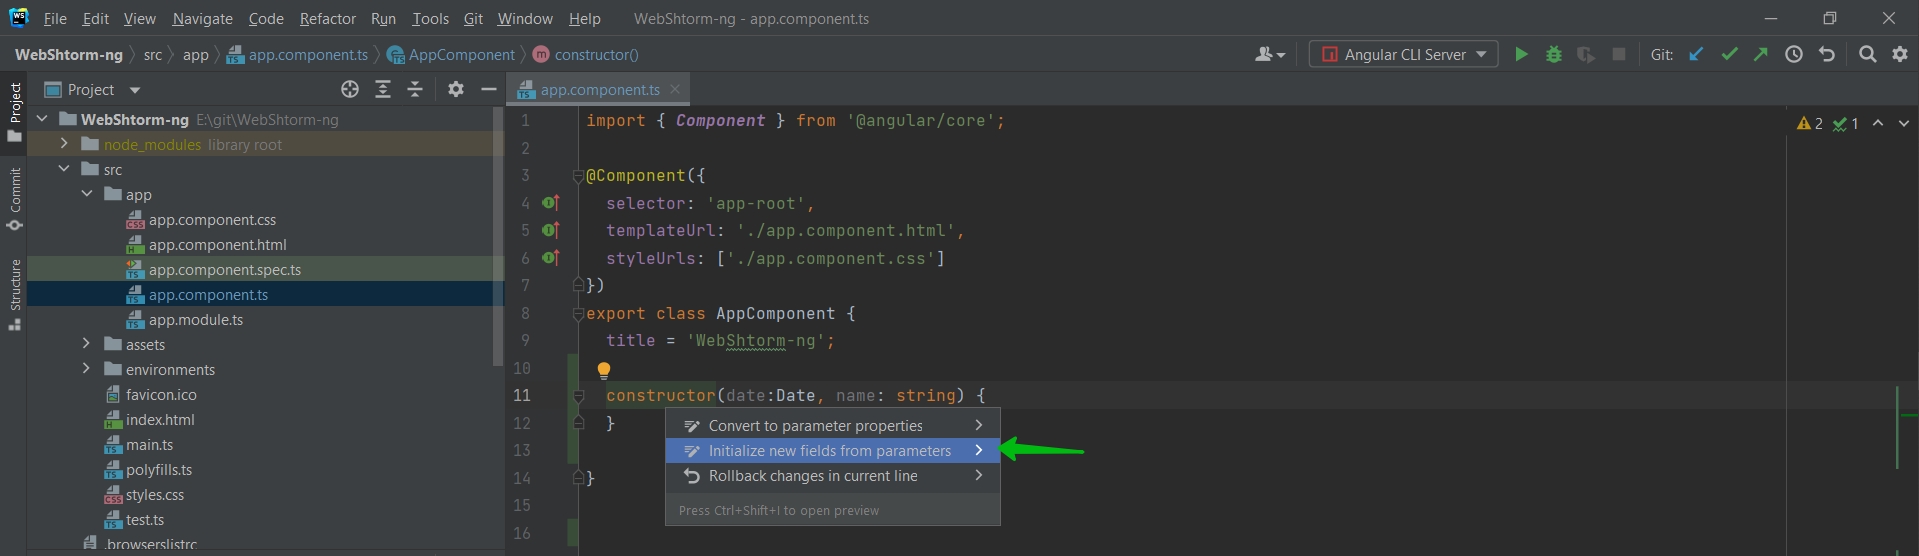 WS
File Edit View Navigate Code Refactor Run Tools Git Window Help WebShtorm-ng - app.component.ts
WebShtorm-ng src app app.component.ts AppComponent constructor() Angular CLI Server Git:
Project
Commit
Structure
Project
WebShtorm-ng E:\git\WebShtorm-ng
node_modules library root
src
app
app.component.css
app.component.html
app.component.spec.ts
app.component.ts
app.module.ts
assets
environments
favicon.ico
index.html
main.ts
polyfills.ts
styles.css
test.ts
.browserslistrc
app.component.ts
2 1
1 import { Component } from '@angular/core';
2
3 @Component({
4 selector: 'app-root',
5 templateUrl: './app.component.html',
6 styleUrls: ['./app.component.css']
7 })
8 export class AppComponent {
9 title = 'WebShtorm-ng';
10
11 constructor(date:Date, name: string) {
12 }
13
14 }
15
16
Convert to parameter properties
Initialize new fields from parameters
Rollback changes in current line
Press Ctrl+Shift+I to open preview